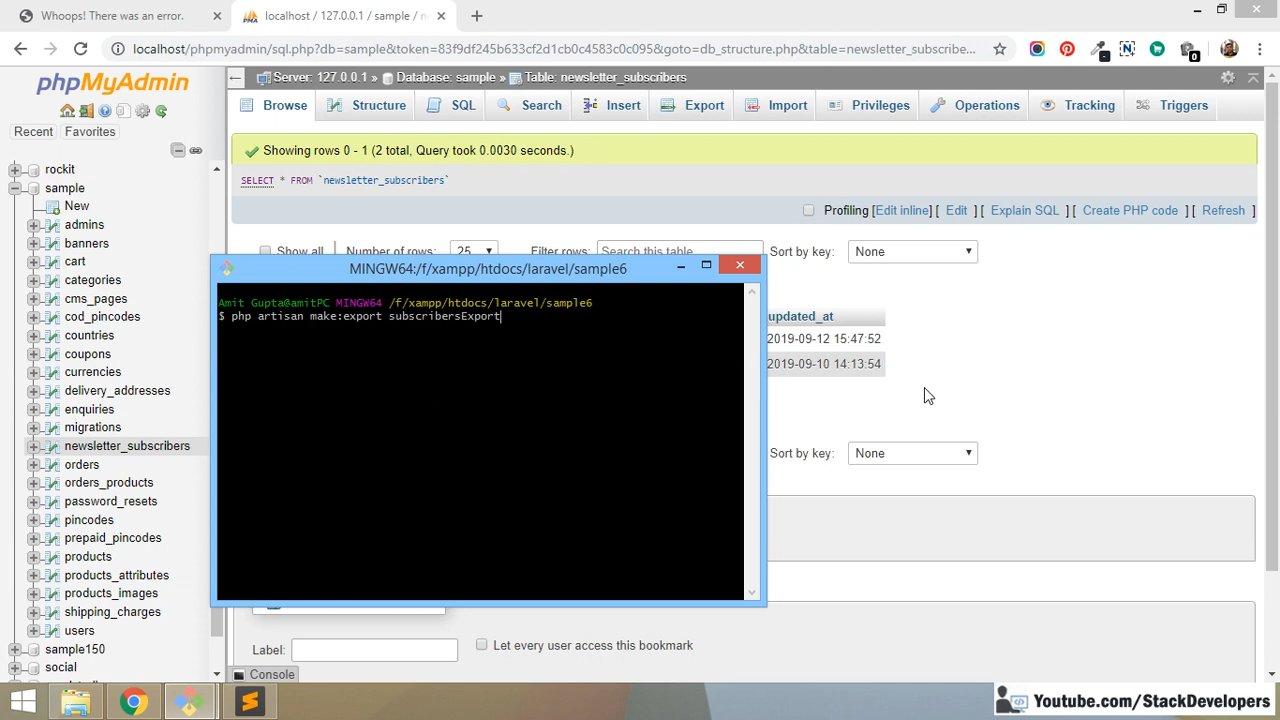 Whoops! There was an error.
localhost / 127.0.0.1 / sample / n
localhost/phpmyadmin/sql.php?db=sample&token=83f9df245b633d2d1cb0c4583c0c095&goto=db_structure.php&table=newsletter_subscribe...
phpMyAdmin
Recent
Favorites
rockit
sample
New
admins
banners
cart
categories
cms_pages
cod_pincodes
countries
coupons
currencies
delivery_addresses
enquiries
migrations
newsletter_subscribers
orders
orders_products
password_resets
pincodes
prepaid_pincodes
products
products_attributes
products_images
shipping_charges
users
sample150
social
Server: 127.0.0.1 » Database: sample » Table: newsletter_subscribers
Browse Structure SQL Search Insert Export Import Privileges Operations Tracking Triggers
Showing rows 0 - 1 (2 total, Query took 0.0030 seconds.)
SELECT * FROM `newsletter_subscribers`
Profiling [Edit inline] [ Edit ] [ Explain SQL ] [ Create PHP code ] [ Refresh ]
Show all Number of rows: 25 Filter rows: Search this table Sort by key: None
MINGW64:/f/xampp/htdocs/laravel/sample6
Amit Gupta@amitPC MINGW64 /f/xampp/htdocs/laravel/sample6
$ php artisan make:export subscribersExport
updated_at
2019-09-12 15:47:52
2019-09-10 14:13:54
Sort by key: None
Label: Let every user access this bookmark
Console
Youtube.com/StackDevelopers